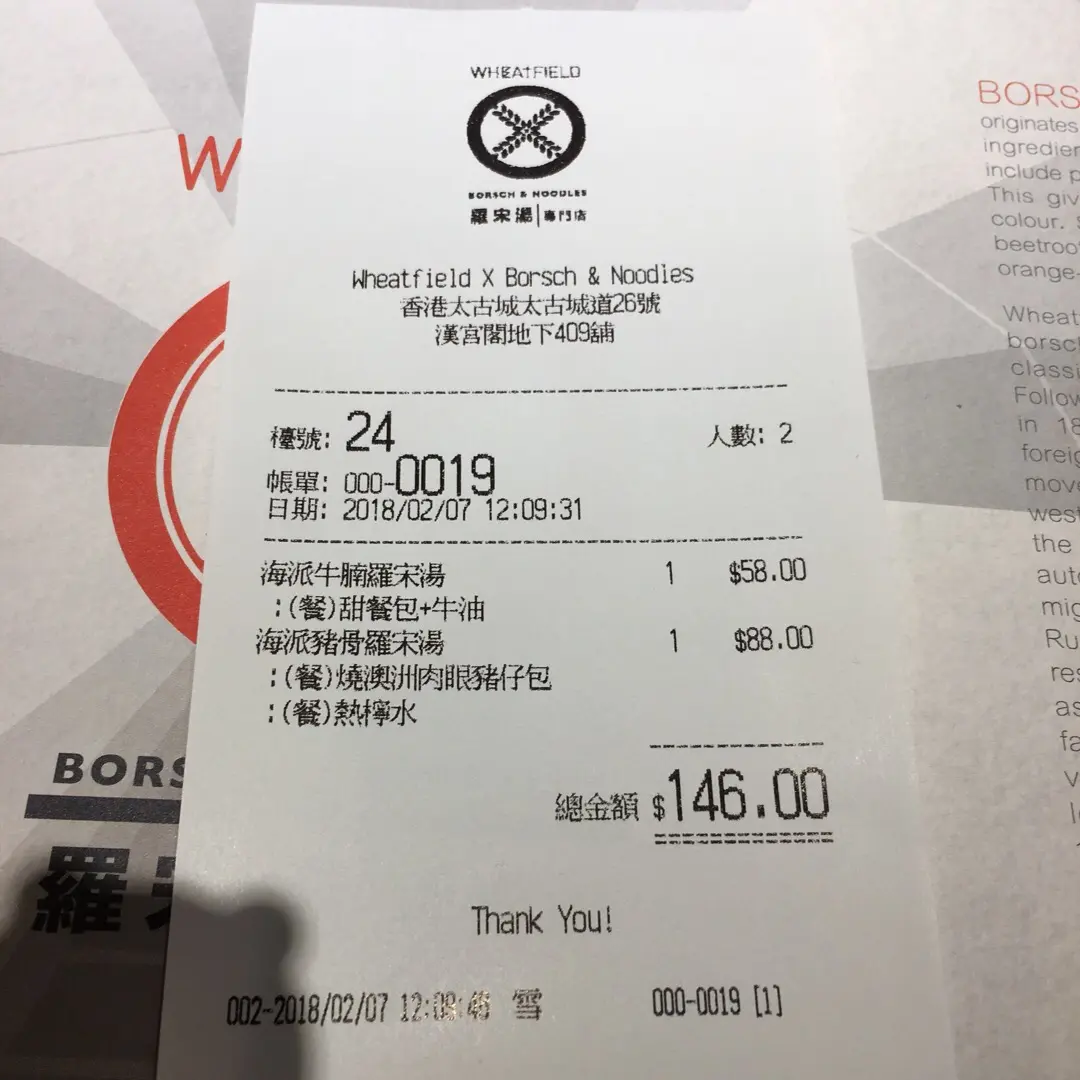 WHEATFIELD
BORSCH & NOODLES
羅宋湯|專門店
Wheatfield X Borsch & Noodles
香港太古城太古城道26號
漢宮閣地下409舖
檯號: 24 人數: 2
帳單: 000-0019
日期: 2018/02/07 12:09:31
海派牛腩羅宋湯 1 $58.00
:(餐)甜餐包+牛油
海派豬骨羅宋湯 1 $88.00
:(餐)燒澳洲肉眼豬仔包
:(餐)熱檸水
總金額 $146.00
Thank You!
002-2018/02/07 12:09:46 雪 000-0019 [1]
W
BORS
羅
BORS
originates
ingredien
include p
This giv
colour. S
beetroo
orange-
Wheat
borsc
classi
Follow
in 18
foreig
move
west
the
auto
mig
Ru
res
as
fa
v